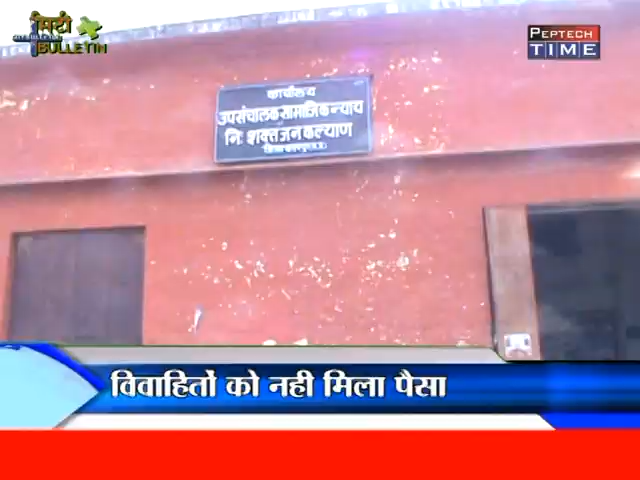 सिटी
BULLETIN
PEPTECH
TIME
कार्यालय
उपसंचालक सामाजिक न्याय
निःशक्तजन कल्याण
विवाहितों को नही मिला पैसा